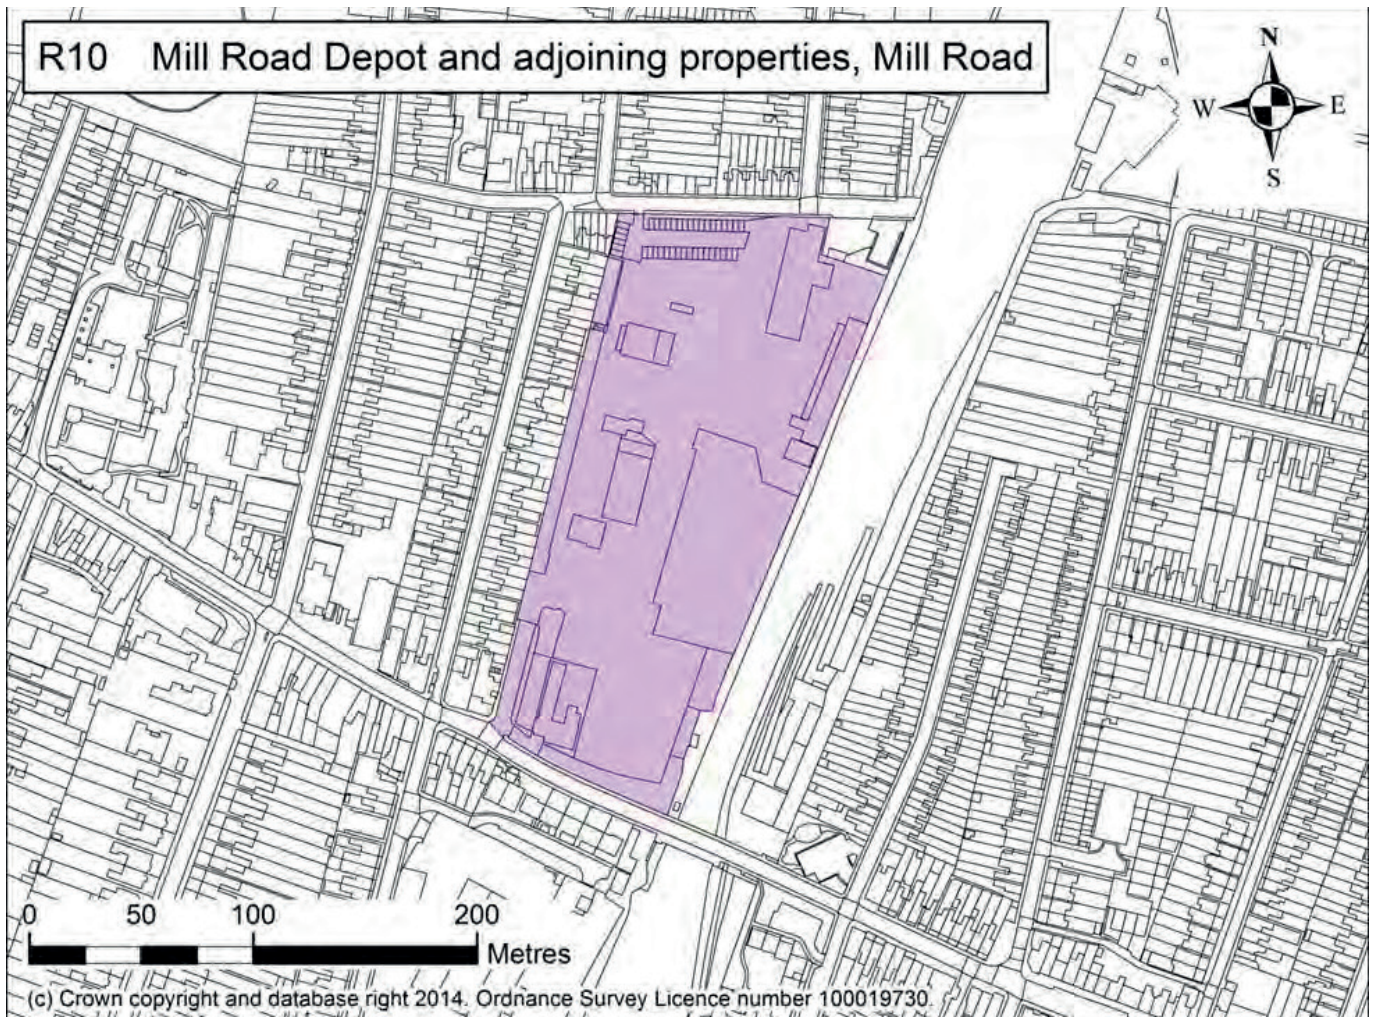 R10 Mill Road Depot and adjoining properties, Mill Road
N
W E
S
0 50 100 200
Metres
(c) Crown copyright and database right 2014. Ordnance Survey Licence number 100019730.